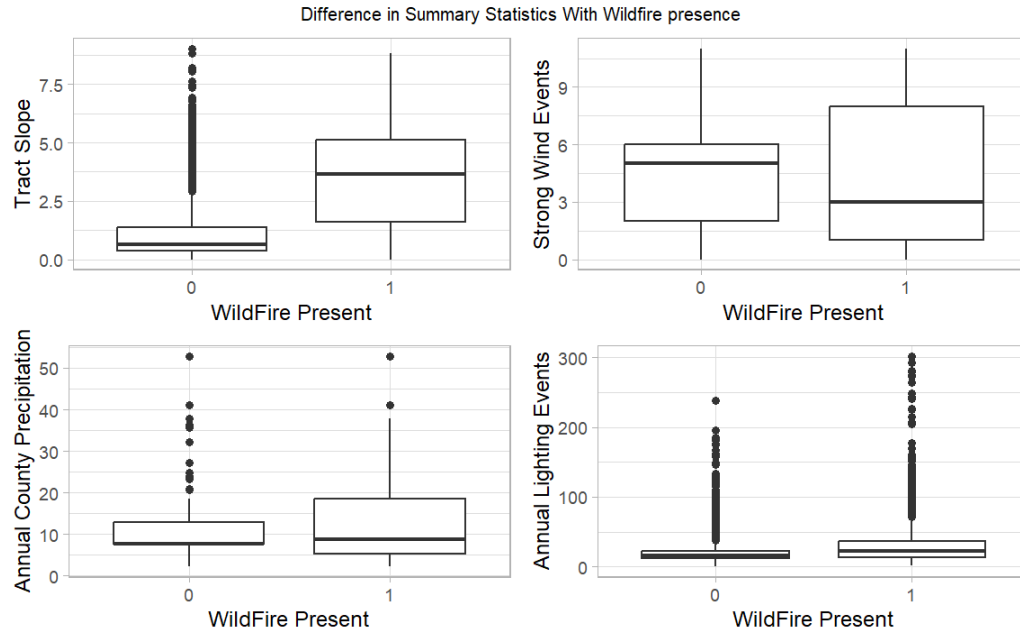 Difference in Summary Statistics With Wildfire presence
Tract Slope
7.5
5.0
2.5
0.0
0 1
WildFire Present
Strong Wind Events
9
6
3
0
0 1
WildFire Present
Annual County Precipitation
50
40
30
20
10
0
0 1
WildFire Present
Annual Lighting Events
300
200
100
0
0 1
WildFire Present